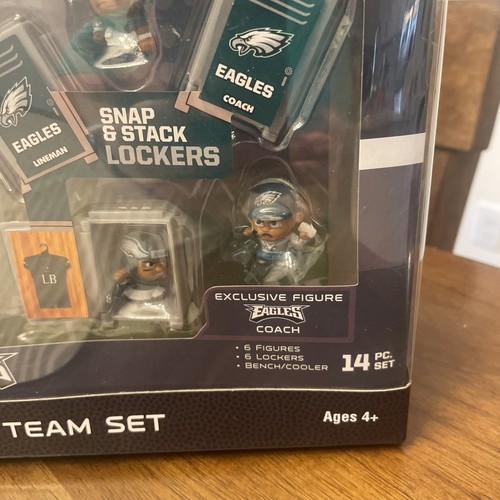 EAGLES
COACH
EAGLES
LINEMAN
SNAP
& STACK
LOCKERS
LB
EXCLUSIVE FIGURE
EAGLES
COACH
• 6 FIGURES
• 6 LOCKERS
• BENCH/COOLER
14 PC. SET
TEAM SET
Ages 4+